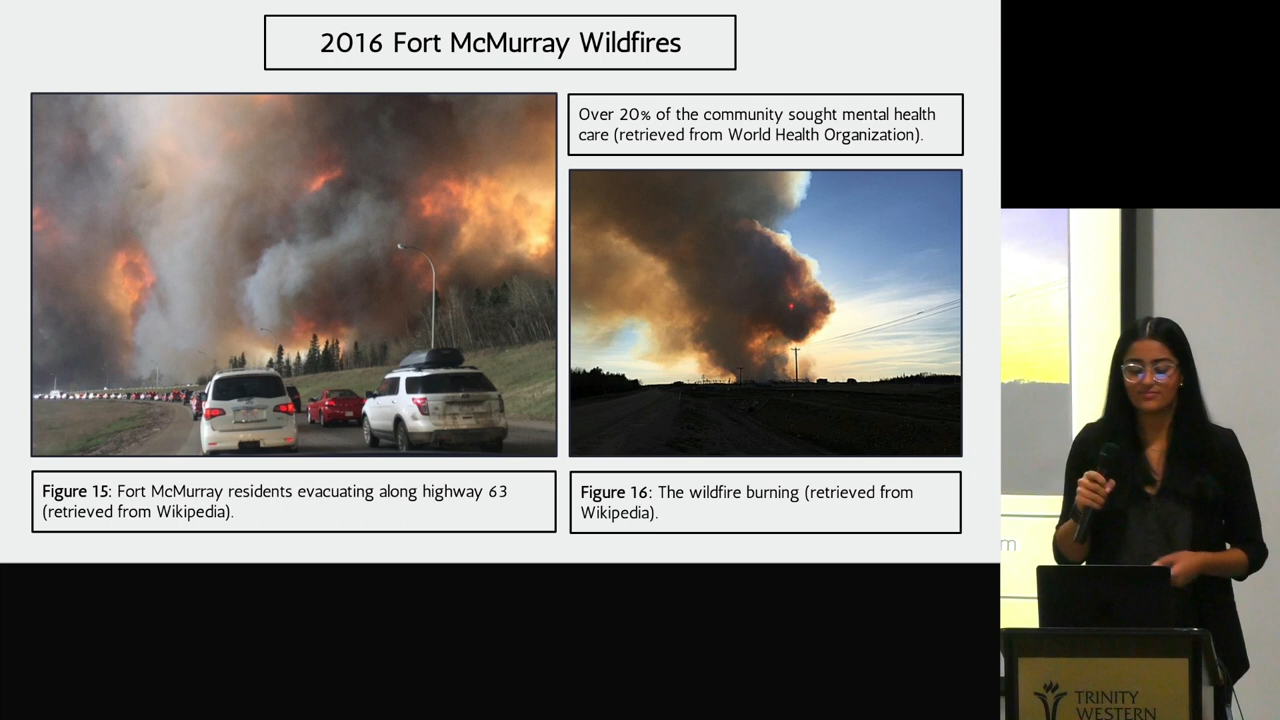 2016 Fort McMurray Wildfires
Over 20% of the community sought mental health
care (retrieved from World Health Organization).
Figure 15: Fort McMurray residents evacuating along highway 63
(retrieved from Wikipedia).
Figure 16: The wildfire burning (retrieved from
Wikipedia).
m
TRINITY
WESTERN